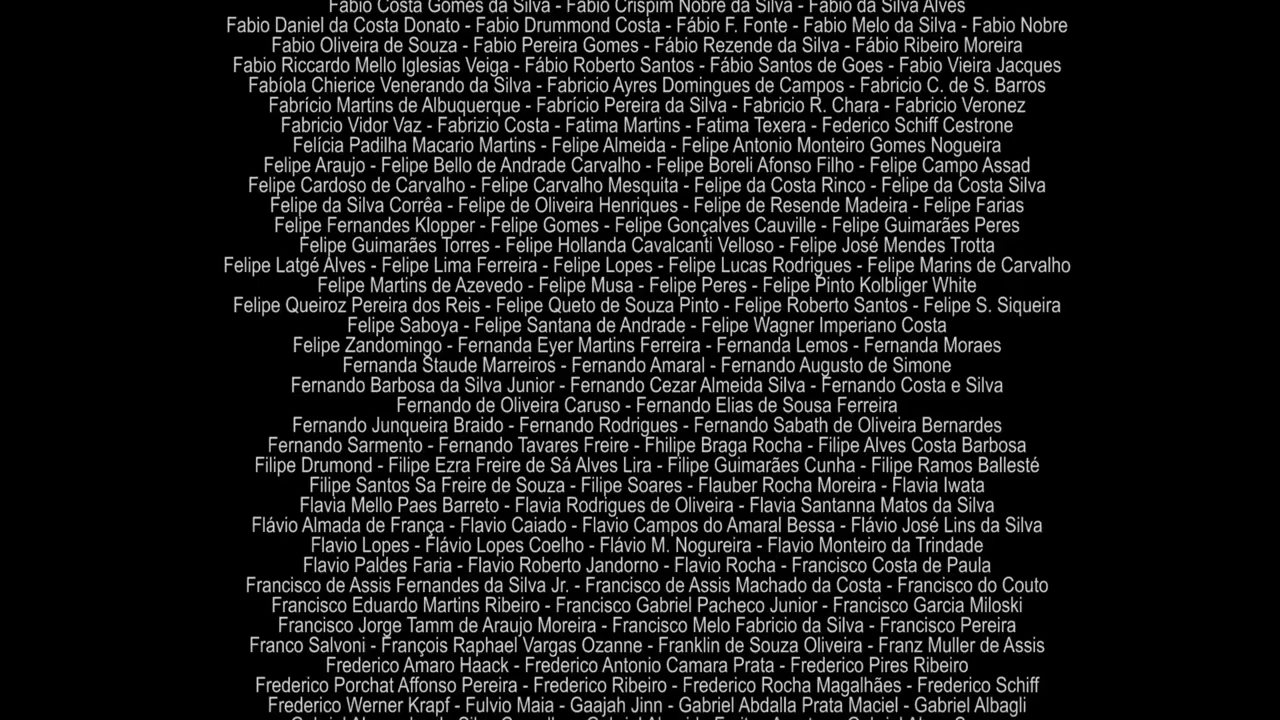 Fabio Costa Gomes da Silva - Fabio Crispim Nobre da Silva - Fabio da Silva Alves
Fabio Daniel da Costa Donato - Fabio Drummond Costa - Fábio F. Fonte - Fabio Melo da Silva - Fabio Nobre
Fabio Oliveira de Souza - Fabio Pereira Gomes - Fábio Rezende da Silva - Fábio Ribeiro Moreira
Fabio Riccardo Mello Iglesias Veiga - Fábio Roberto Santos - Fábio Santos de Goes - Fabio Vieira Jacques
Fabíola Chierice Venerando da Silva - Fabricio Ayres Domingues de Campos - Fabricio C. de S. Barros
Fabrício Martins de Albuquerque - Fabrício Pereira da Silva - Fabricio R. Chara - Fabricio Veronez
Fabricio Vidor Vaz - Fabrizio Costa - Fatima Martins - Fatima Texera - Federico Schiff Cestrone
Felícia Padilha Macario Martins - Felipe Almeida - Felipe Antonio Monteiro Gomes Nogueira
Felipe Araujo - Felipe Bello de Andrade Carvalho - Felipe Boreli Afonso Filho - Felipe Campo Assad
Felipe Cardoso de Carvalho - Felipe Carvalho Mesquita - Felipe da Costa Rinco - Felipe da Costa Silva
Felipe da Silva Corrêa - Felipe de Oliveira Henriques - Felipe de Resende Madeira - Felipe Farias
Felipe Fernandes Klopper - Felipe Gomes - Felipe Gonçalves Cauville - Felipe Guimarães Peres
Felipe Guimarães Torres - Felipe Hollanda Cavalcanti Velloso - Felipe José Mendes Trotta
Felipe Latgé Alves - Felipe Lima Ferreira - Felipe Lopes - Felipe Lucas Rodrigues - Felipe Marins de Carvalho
Felipe Martins de Azevedo - Felipe Musa - Felipe Peres - Felipe Pinto Kolbliger White
Felipe Queiroz Pereira dos Reis - Felipe Queto de Souza Pinto - Felipe Roberto Santos - Felipe S. Siqueira
Felipe Saboya - Felipe Santana de Andrade - Felipe Wagner Imperiano Costa
Felipe Zandomingo - Fernanda Eyer Martins Ferreira - Fernanda Lemos - Fernanda Moraes
Fernanda Staude Marreiros - Fernando Amaral - Fernando Augusto de Simone
Fernando Barbosa da Silva Junior - Fernando Cezar Almeida Silva - Fernando Costa e Silva
Fernando de Oliveira Caruso - Fernando Elias de Sousa Ferreira
Fernando Junqueira Braido - Fernando Rodrigues - Fernando Sabath de Oliveira Bernardes
Fernando Sarmento - Fernando Tavares Freire - Fhilipe Braga Rocha - Filipe Alves Costa Barbosa
Filipe Drumond - Filipe Ezra Freire de Sá Alves Lira - Filipe Guimarães Cunha - Filipe Ramos Ballesté
Filipe Santos Sa Freire de Souza - Filipe Soares - Flauber Rocha Moreira - Flavia Iwata
Flavia Mello Paes Barreto - Flavia Rodrigues de Oliveira - Flavia Santanna Matos da Silva
Flávio Almada de França - Flavio Caiado - Flavio Campos do Amaral Bessa - Flávio José Lins da Silva
Flavio Lopes - Flávio Lopes Coelho - Flávio M. Nogureira - Flavio Monteiro da Trindade
Flavio Paldes Faria - Flavio Roberto Jandorno - Flavio Rocha - Francisco Costa de Paula
Francisco de Assis Fernandes da Silva Jr. - Francisco de Assis Machado da Costa - Francisco do Couto
Francisco Eduardo Martins Ribeiro - Francisco Gabriel Pacheco Junior - Francisco Garcia Miloski
Francisco Jorge Tamm de Araujo Moreira - Francisco Melo Fabricio da Silva - Francisco Pereira
Franco Salvoni - François Raphael Vargas Ozanne - Franklin de Souza Oliveira - Franz Muller de Assis
Frederico Amaro Haack - Frederico Antonio Camara Prata - Frederico Pires Ribeiro
Frederico Porchat Affonso Pereira - Frederico Ribeiro - Frederico Rocha Magalhães - Frederico Schiff
Frederico Werner Krapf - Fulvio Maia - Gaajah Jinn - Gabriel Abdalla Prata Maciel - Gabriel Albagli